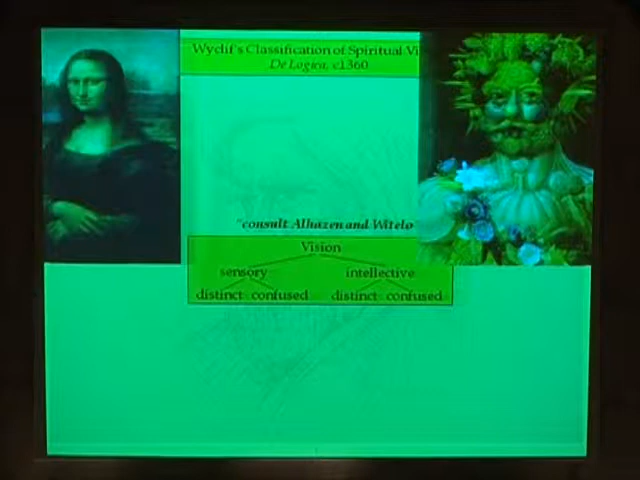 Wyclif's Classification of Spiritual Vi
De Logica, c1360
"consult Alhazen and Witelo
Vision
sensory intellective
distinct confused distinct confused